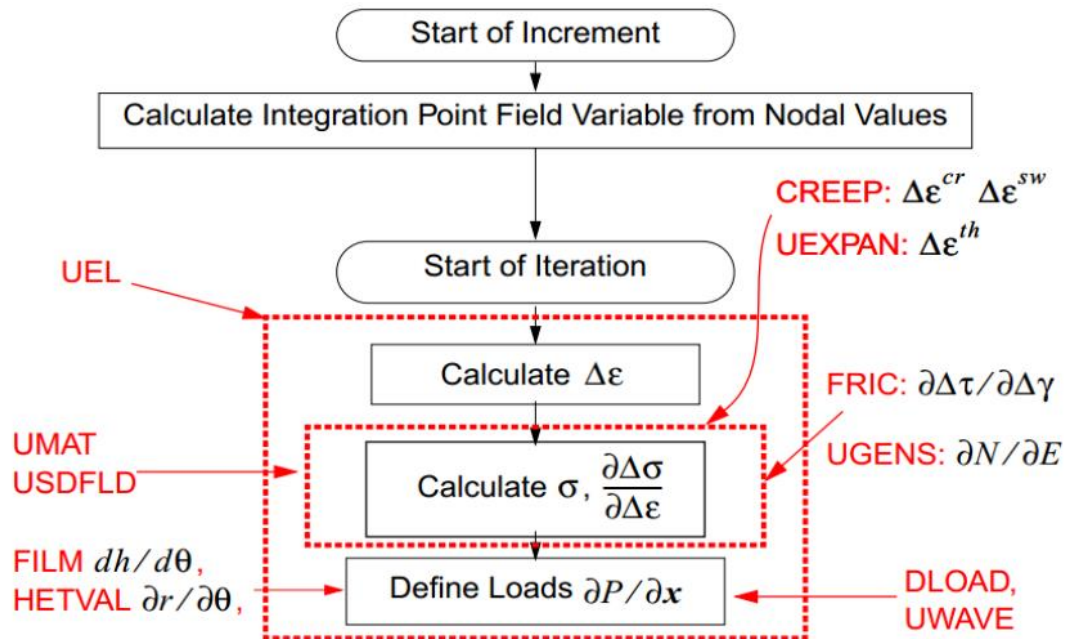 Start of Increment
Calculate Integration Point Field Variable from Nodal Values
CREEP: Δε^cr Δε^sw
UEXPAN: Δε^th
Start of Iteration
UEL
Calculate Δε
FRIC: ∂Δτ/∂Δγ
UGENS: ∂N/∂E
UMAT
USDFLD
Calculate σ, ∂Δσ/∂Δε
FILM dh/dθ,
HETVAL ∂r/∂θ,
Define Loads ∂P/∂x
DLOAD,
UWAVE